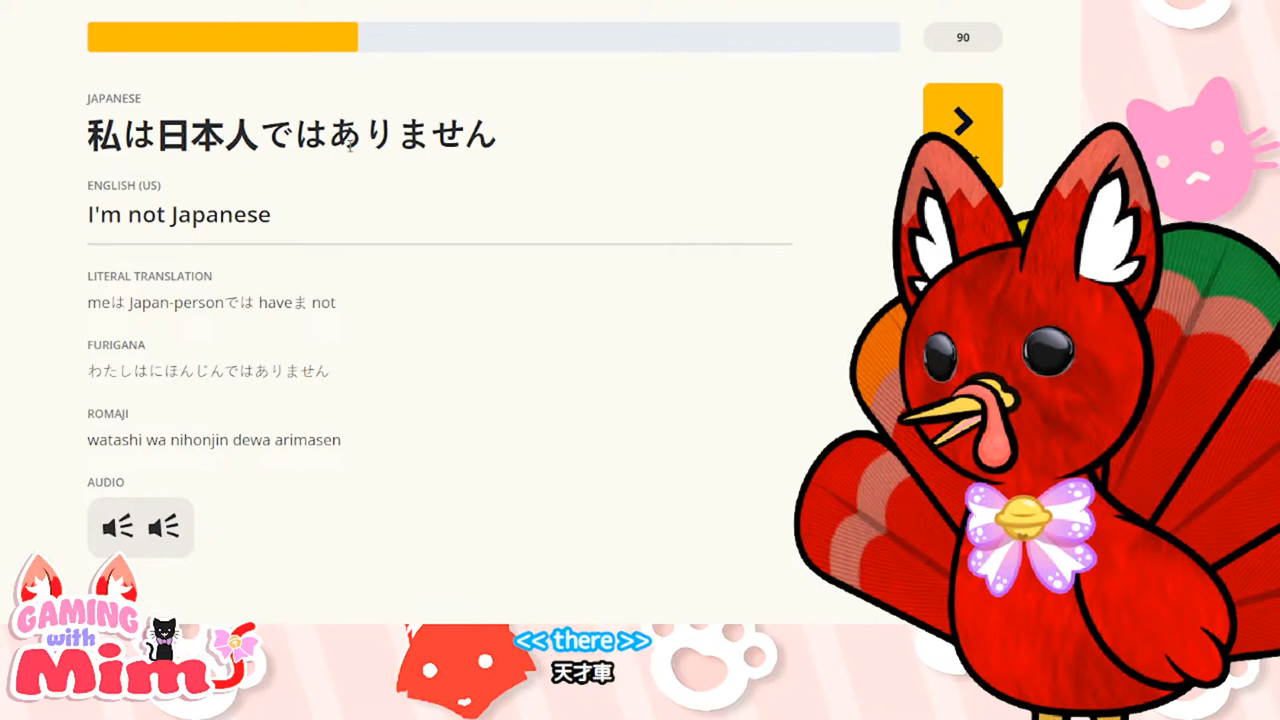 90
JAPANESE
私は日本人ではありません
ENGLISH (US)
I'm not Japanese
LITERAL TRANSLATION
meは Japan-personでは haveま not
FURIGANA
わたしはにほんじんではありません
ROMAJI
watashi wa nihonjin dewa arimasen
AUDIO
GAMING
with
Mim
<< there >>
天才車